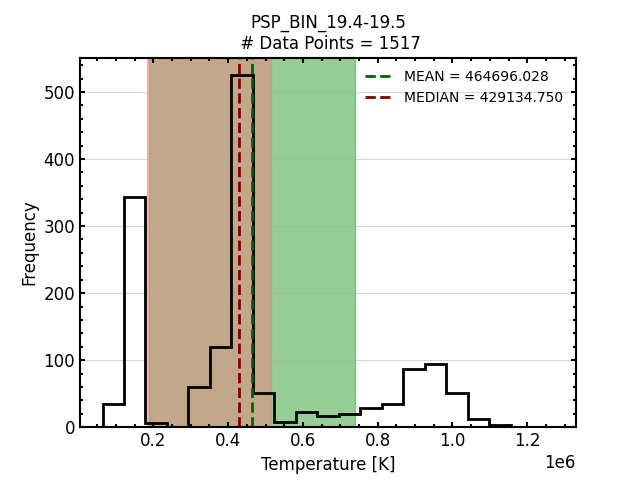 PSP_BIN_19.4-19.5
# Data Points = 1517
MEAN = 464696.028
MEDIAN = 429134.750
Frequency
500
400
300
200
100
0
0.2 0.4 0.6 0.8 1.0 1.2
1e6
Temperature [K]